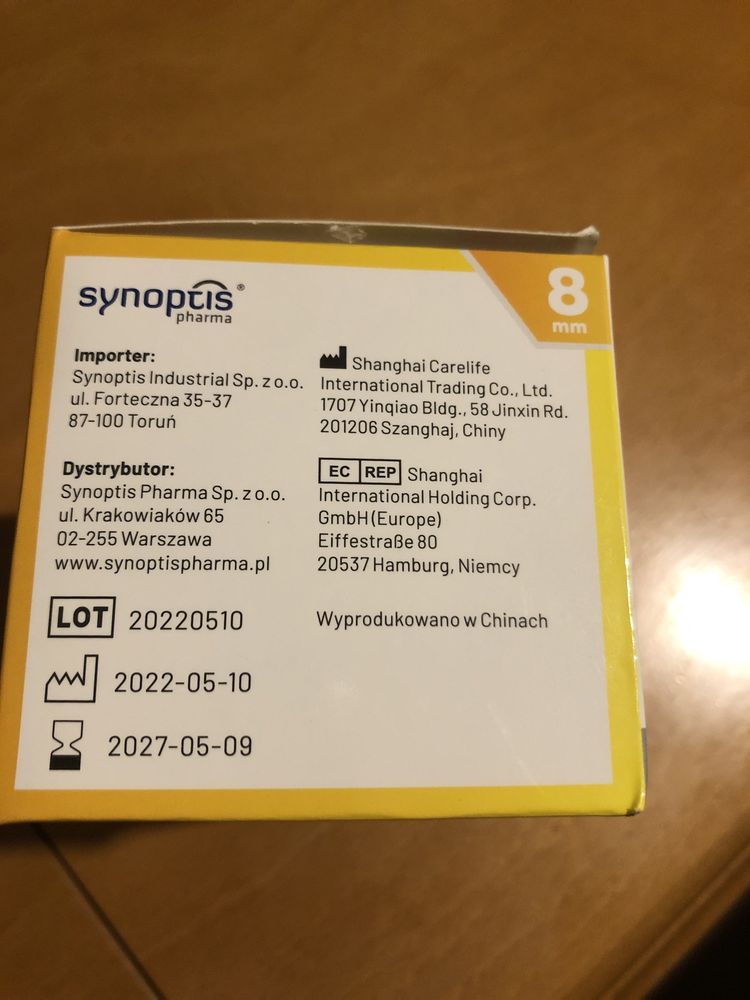 synoptis®
pharma
8
mm
Importer:
Synoptis Industrial Sp. z o.o.
ul. Forteczna 35-37
87-100 Toruń
Dystrybutor:
Synoptis Pharma Sp. z o.o.
ul. Krakowiaków 65
02-255 Warszawa
www.synoptispharma.pl
LOT 20220510
2022-05-10
2027-05-09
Shanghai Carelife
International Trading Co., Ltd.
1707 Yinqiao Bldg., 58 Jinxin Rd.
201206 Szanghaj, Chiny
EC REP Shanghai
International Holding Corp.
GmbH (Europe)
Eiffestraße 80
20537 Hamburg, Niemcy
Wyprodukowano w Chinach